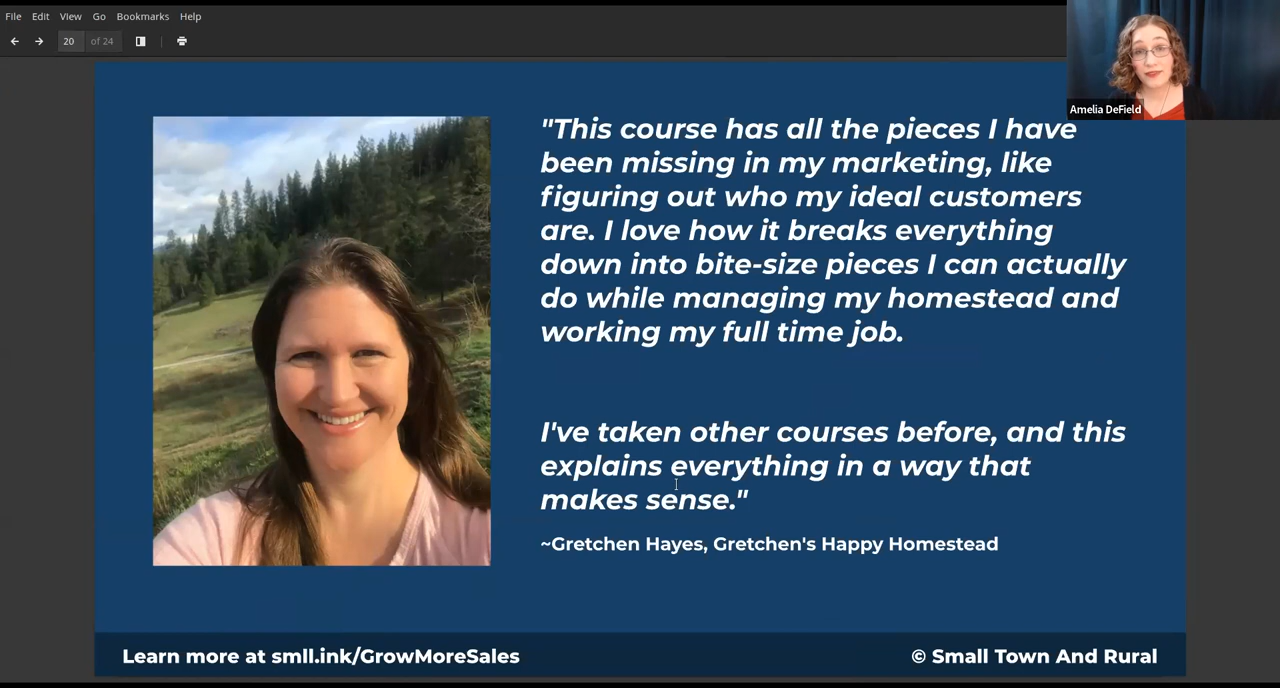 File Edit View Go Bookmarks Help
20 of 24
Amelia DeField
"This course has all the pieces I have
been missing in my marketing, like
figuring out who my ideal customers
are. I love how it breaks everything
down into bite-size pieces I can actually
do while managing my homestead and
working my full time job.
I've taken other courses before, and this
explains everything in a way that
makes sense."
~Gretchen Hayes, Gretchen's Happy Homestead
Learn more at smll.ink/GrowMoreSales
© Small Town And Rural